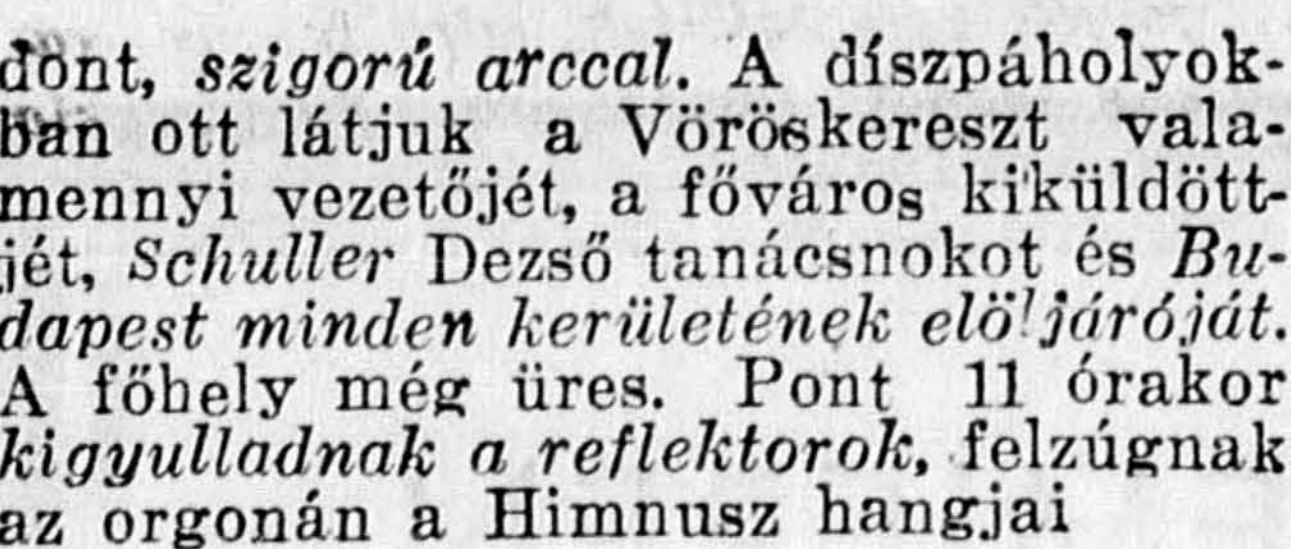 dönt, szigorú arccal. A díszpáholyok-
ban ott látjuk a Vöröskereszt vala-
mennyi vezetőjét, a főváros kiküldött-
jét, Schuller Dezső tanácsnokot és Bu-
dapest minden kerületének elöljáróját.
A főhely még üres. Pont 11 órakor
kigyulladnak a reflektorok, felzúgnak
az orgonán a Himnusz hangjai